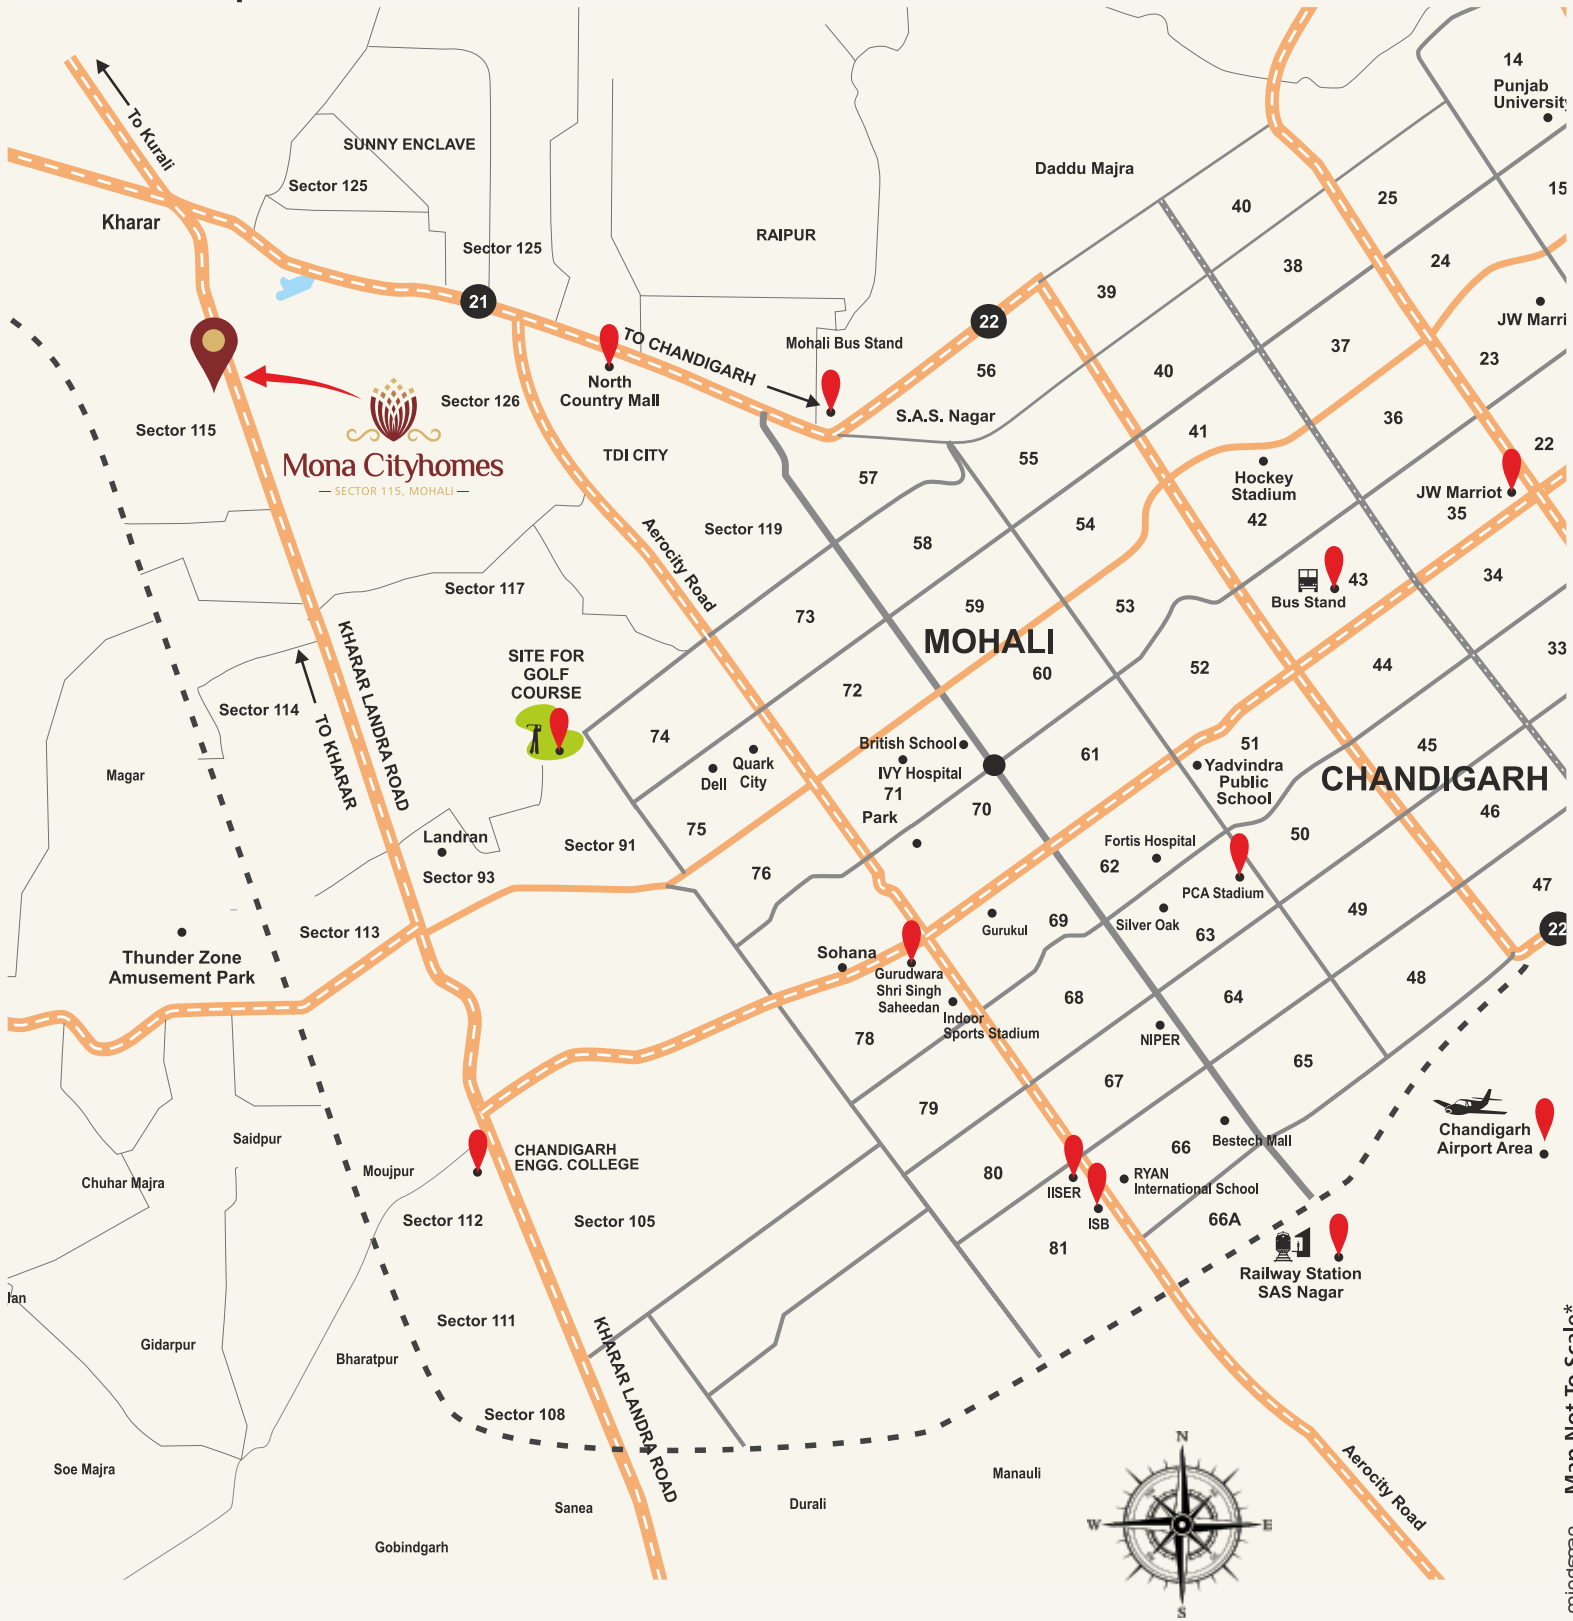 14
Punjab
University
To Kurali
SUNNY ENCLAVE
Sector 125
Daddu Majra
15
25
40
Kharar
RAIPUR
Sector 125
24
38
39
21
22
JW Marri
TO CHANDIGARH
Mohali Bus Stand
37
23
56
40
North
Country Mall
Sector 126
S.A.S. Nagar
36
41
22
Sector 115
Mona Cityhomes
SECTOR 115, MOHALI
TDI CITY
55
57
Hockey
Stadium
42
JW Marriot
35
Sector 119
54
58
Aerocity Road
43
Bus Stand
34
Sector 117
73
59
53
MOHALI
33
SITE FOR
GOLF
COURSE
60
52
44
KHARAR LANDRA ROAD
TO KHARAR
72
Sector 114
74
British School
IVY Hospital
71
Park
61
51
Yadvindra
Public
School
45
CHANDIGARH
Magar
Dell
Quark
City
46
70
75
Landran
Sector 91
50
Fortis Hospital
62
Sector 93
76
PCA Stadium
47
49
22
Sector 113
69
Gurukul
Silver Oak
63
Thunder Zone
Amusement Park
Sohana
Gurudwara
Shri Singh
Saheedan
48
68
64
Indoor
Sports Stadium
78
NIPER
65
67
79
Saidpur
Chandigarh
Airport Area
Bestech Mall
66
CHANDIGARH
ENGG. COLLEGE
Moujpur
Chuhar Majra
80
IISER
RYAN
International School
ISB
Sector 112
Sector 105
66A
81
Railway Station
SAS Nagar
lan
Sector 111
KHARAR LANDRA ROAD
Gidarpur
Bharatpur
Sector 108
Map Not To Scale*
N
Soe Majra
Manauli
Aerocity Road
Sanea
Durali
W
E
Gobindgarh
S